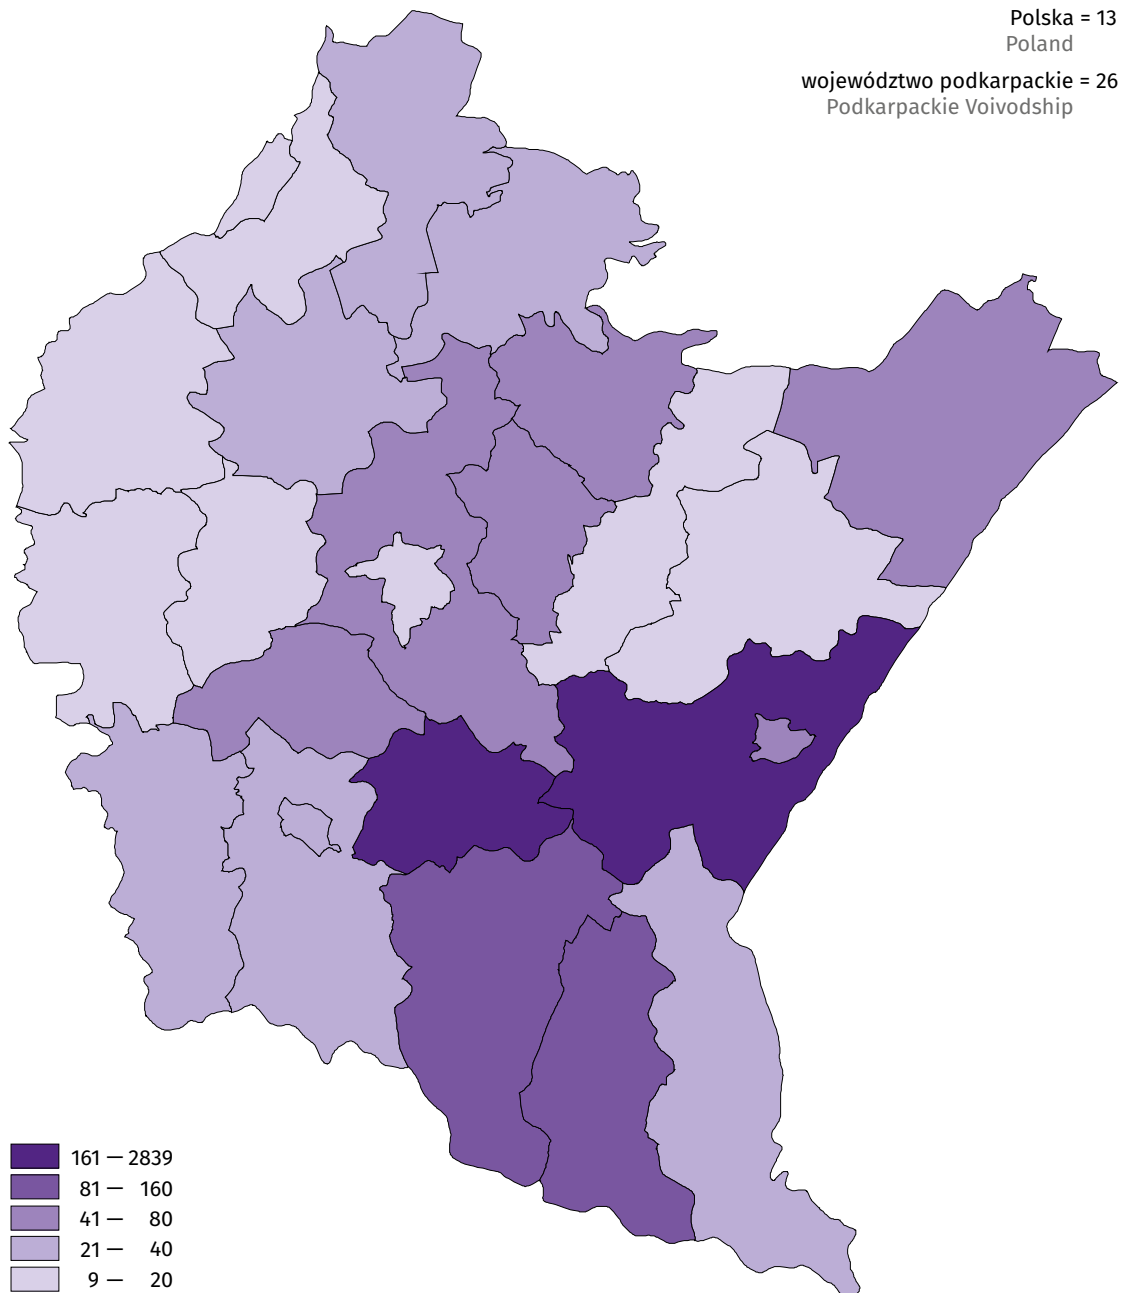 Polska = 13
Poland
województwo podkarpackie = 26
Podkarpackie Voivodship
161 — 2839
81 — 160
41 — 80
21 — 40
9 — 20